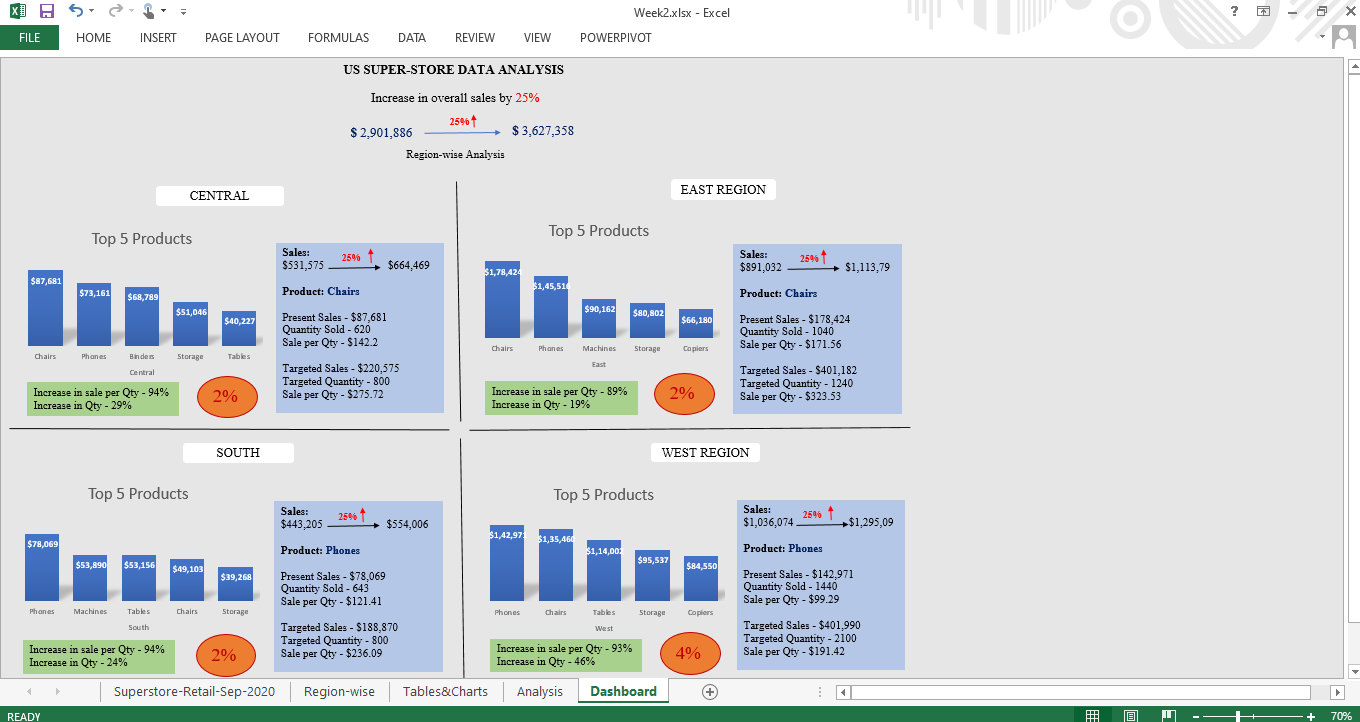 Week2.xlsx - Excel
?
FILE HOME INSERT PAGE LAYOUT FORMULAS DATA REVIEW VIEW POWERPIVOT
US SUPER-STORE DATA ANALYSIS
Increase in overall sales by 25%
25%
$ 2,901,886 $ 3,627,358
Region-wise Analysis
CENTRAL
Top 5 Products
$87,681
$73,161
$68,789
$51,046
$40,227
Chairs Phones Binders Storage Tables
Central
Increase in sale per Qty - 94%
Increase in Qty - 29%
2%
Sales:
25%
$531,575 $664,469
Product: Chairs
Present Sales - $87,681
Quantity Sold - 620
Sale per Qty - $142.2
Targeted Sales - $220,575
Targeted Quantity - 800
Sale per Qty - $275.72
EAST REGION
Top 5 Products
$1,78,424
$1,45,516
$90,162
$80,802
$66,180
Chairs Phones Machines Storage Copiers
East
Increase in sale per Qty - 89%
Increase in Qty - 19%
2%
Sales:
25%
$891,032 $1,113,79
Product: Chairs
Present Sales - $178,424
Quantity Sold - 1040
Sale per Qty - $171.56
Targeted Sales - $401,182
Targeted Quantity - 1240
Sale per Qty - $323.53
SOUTH
Top 5 Products
$78,069
$53,890
$53,156
$49,103
$39,268
Phones Machines Tables Chairs Storage
South
Increase in sale per Qty - 94%
Increase in Qty - 24%
2%
Sales:
25%
$443,205 $554,006
Product: Phones
Present Sales - $78,069
Quantity Sold - 643
Sale per Qty - $121.41
Targeted Sales - $188,870
Targeted Quantity - 800
Sale per Qty - $236.09
WEST REGION
Top 5 Products
$1,42,971
$1,35,460
$1,14,002
$95,537
$84,550
Phones Chairs Tables Storage Copiers
West
Increase in sale per Qty - 93%
Increase in Qty - 46%
4%
Sales:
25%
$1,036,074 $1,295,09
Product: Phones
Present Sales - $142,971
Quantity Sold - 1440
Sale per Qty - $99.29
Targeted Sales - $401,990
Targeted Quantity - 2100
Sale per Qty - $191.42
Superstore-Retail-Sep-2020 Region-wise Tables&Charts Analysis Dashboard
READY 70%